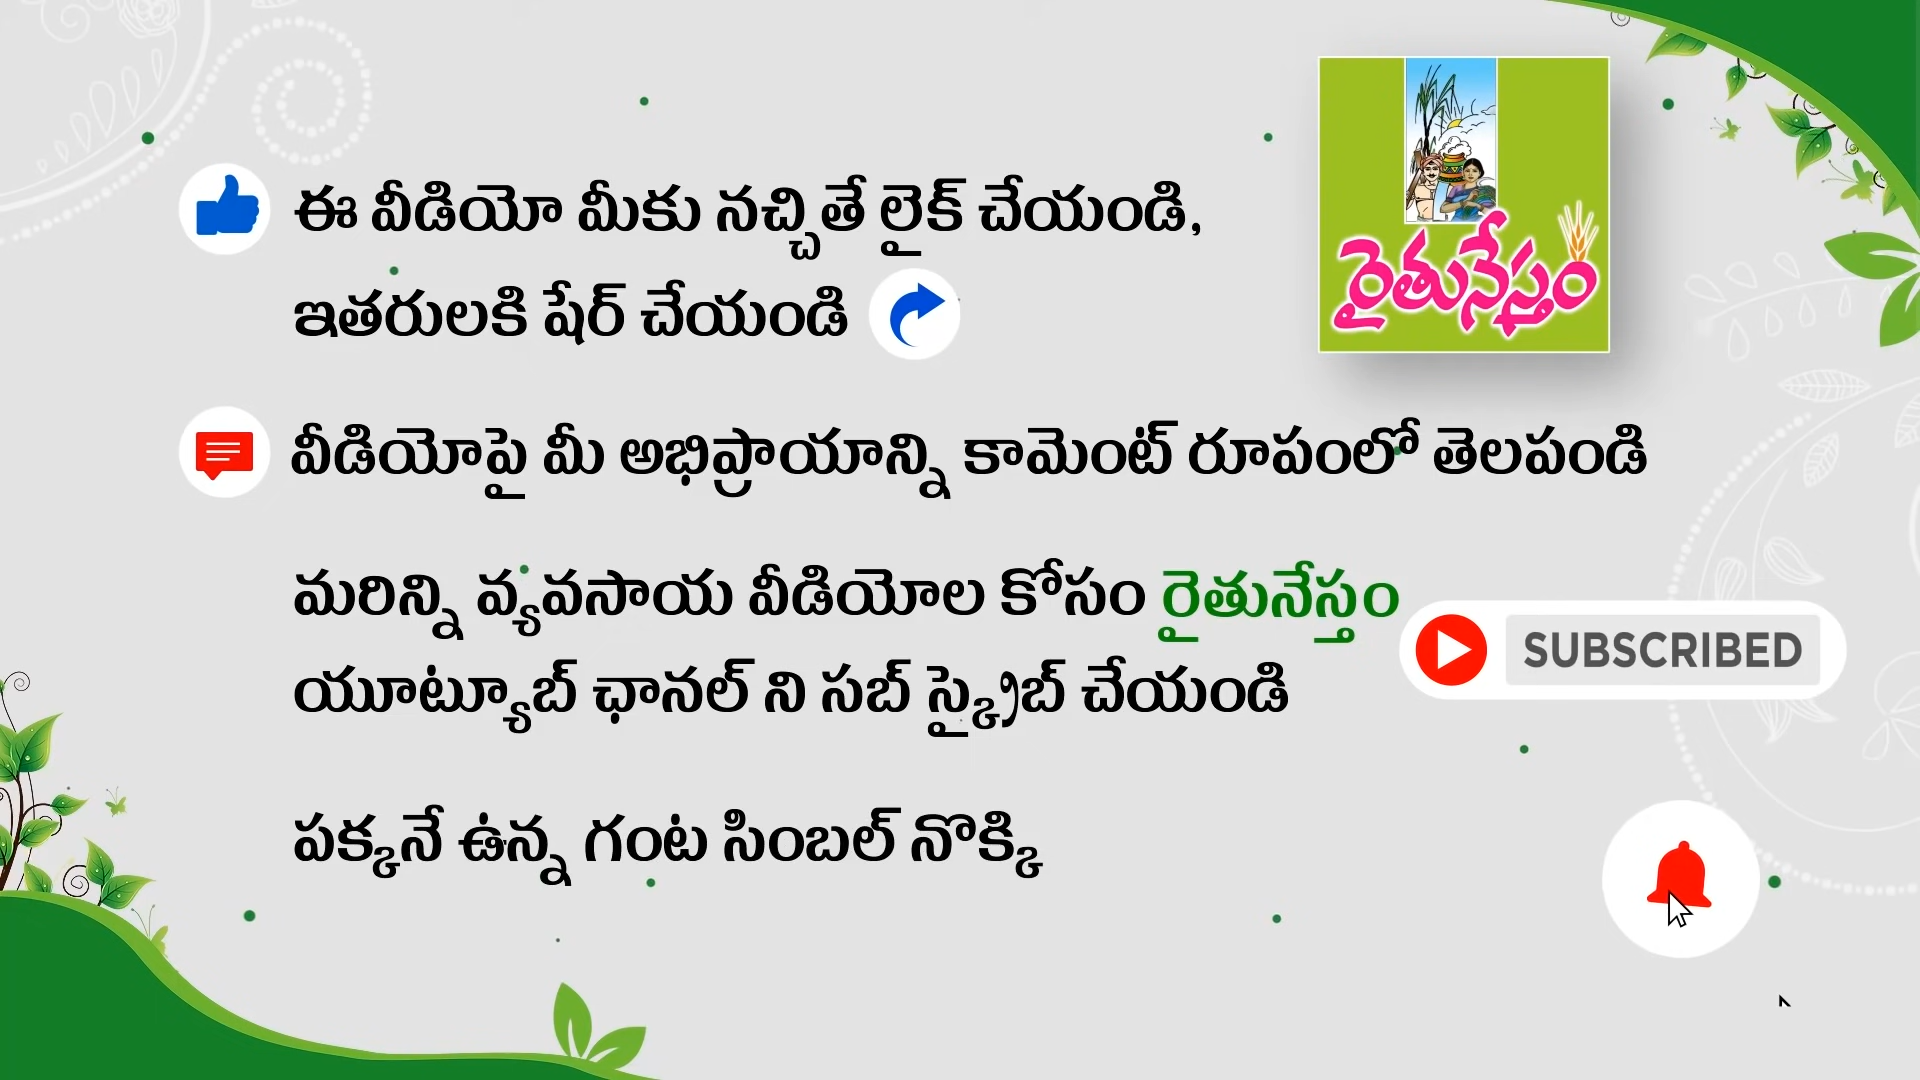 రైతునేస్తం
ఈ వీడియో మీకు నచ్చితే లైక్ చేయండి,
ఇతరులకి షేర్ చేయండి
వీడియోపై మీ అభిప్రాయాన్ని కామెంట్ రూపంలో తెలపండి
మరిన్ని వ్యవసాయ వీడియోల కోసం రైతునేస్తం
యూట్యూబ్ ఛానల్ ని సబ్ స్క్రైబ్ చేయండి
SUBSCRIBED
పక్కనే ఉన్న గంట సింబల్ నొక్కి